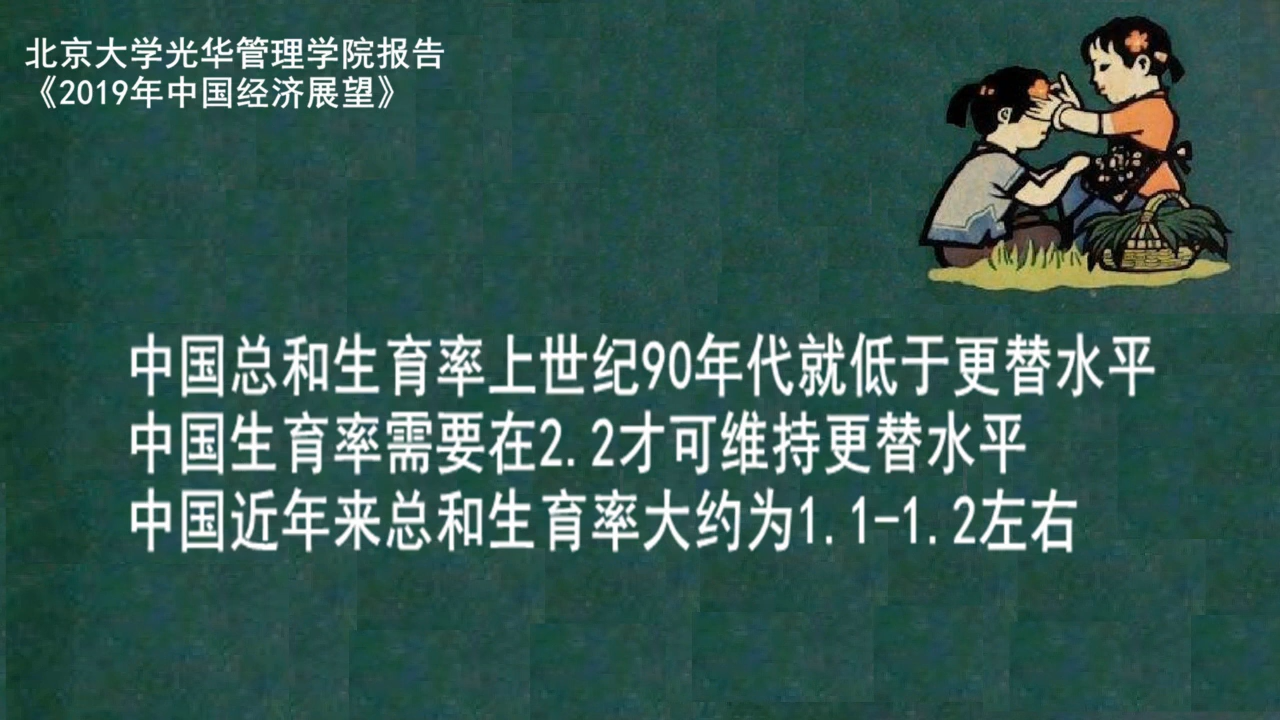 北京大学光华管理学院报告
《2019年中国经济展望》
中国总和生育率上世纪90年代就低于更替水平
中国生育率需要在2.2才可维持更替水平
中国近年来总和生育率大约为1.1-1.2左右